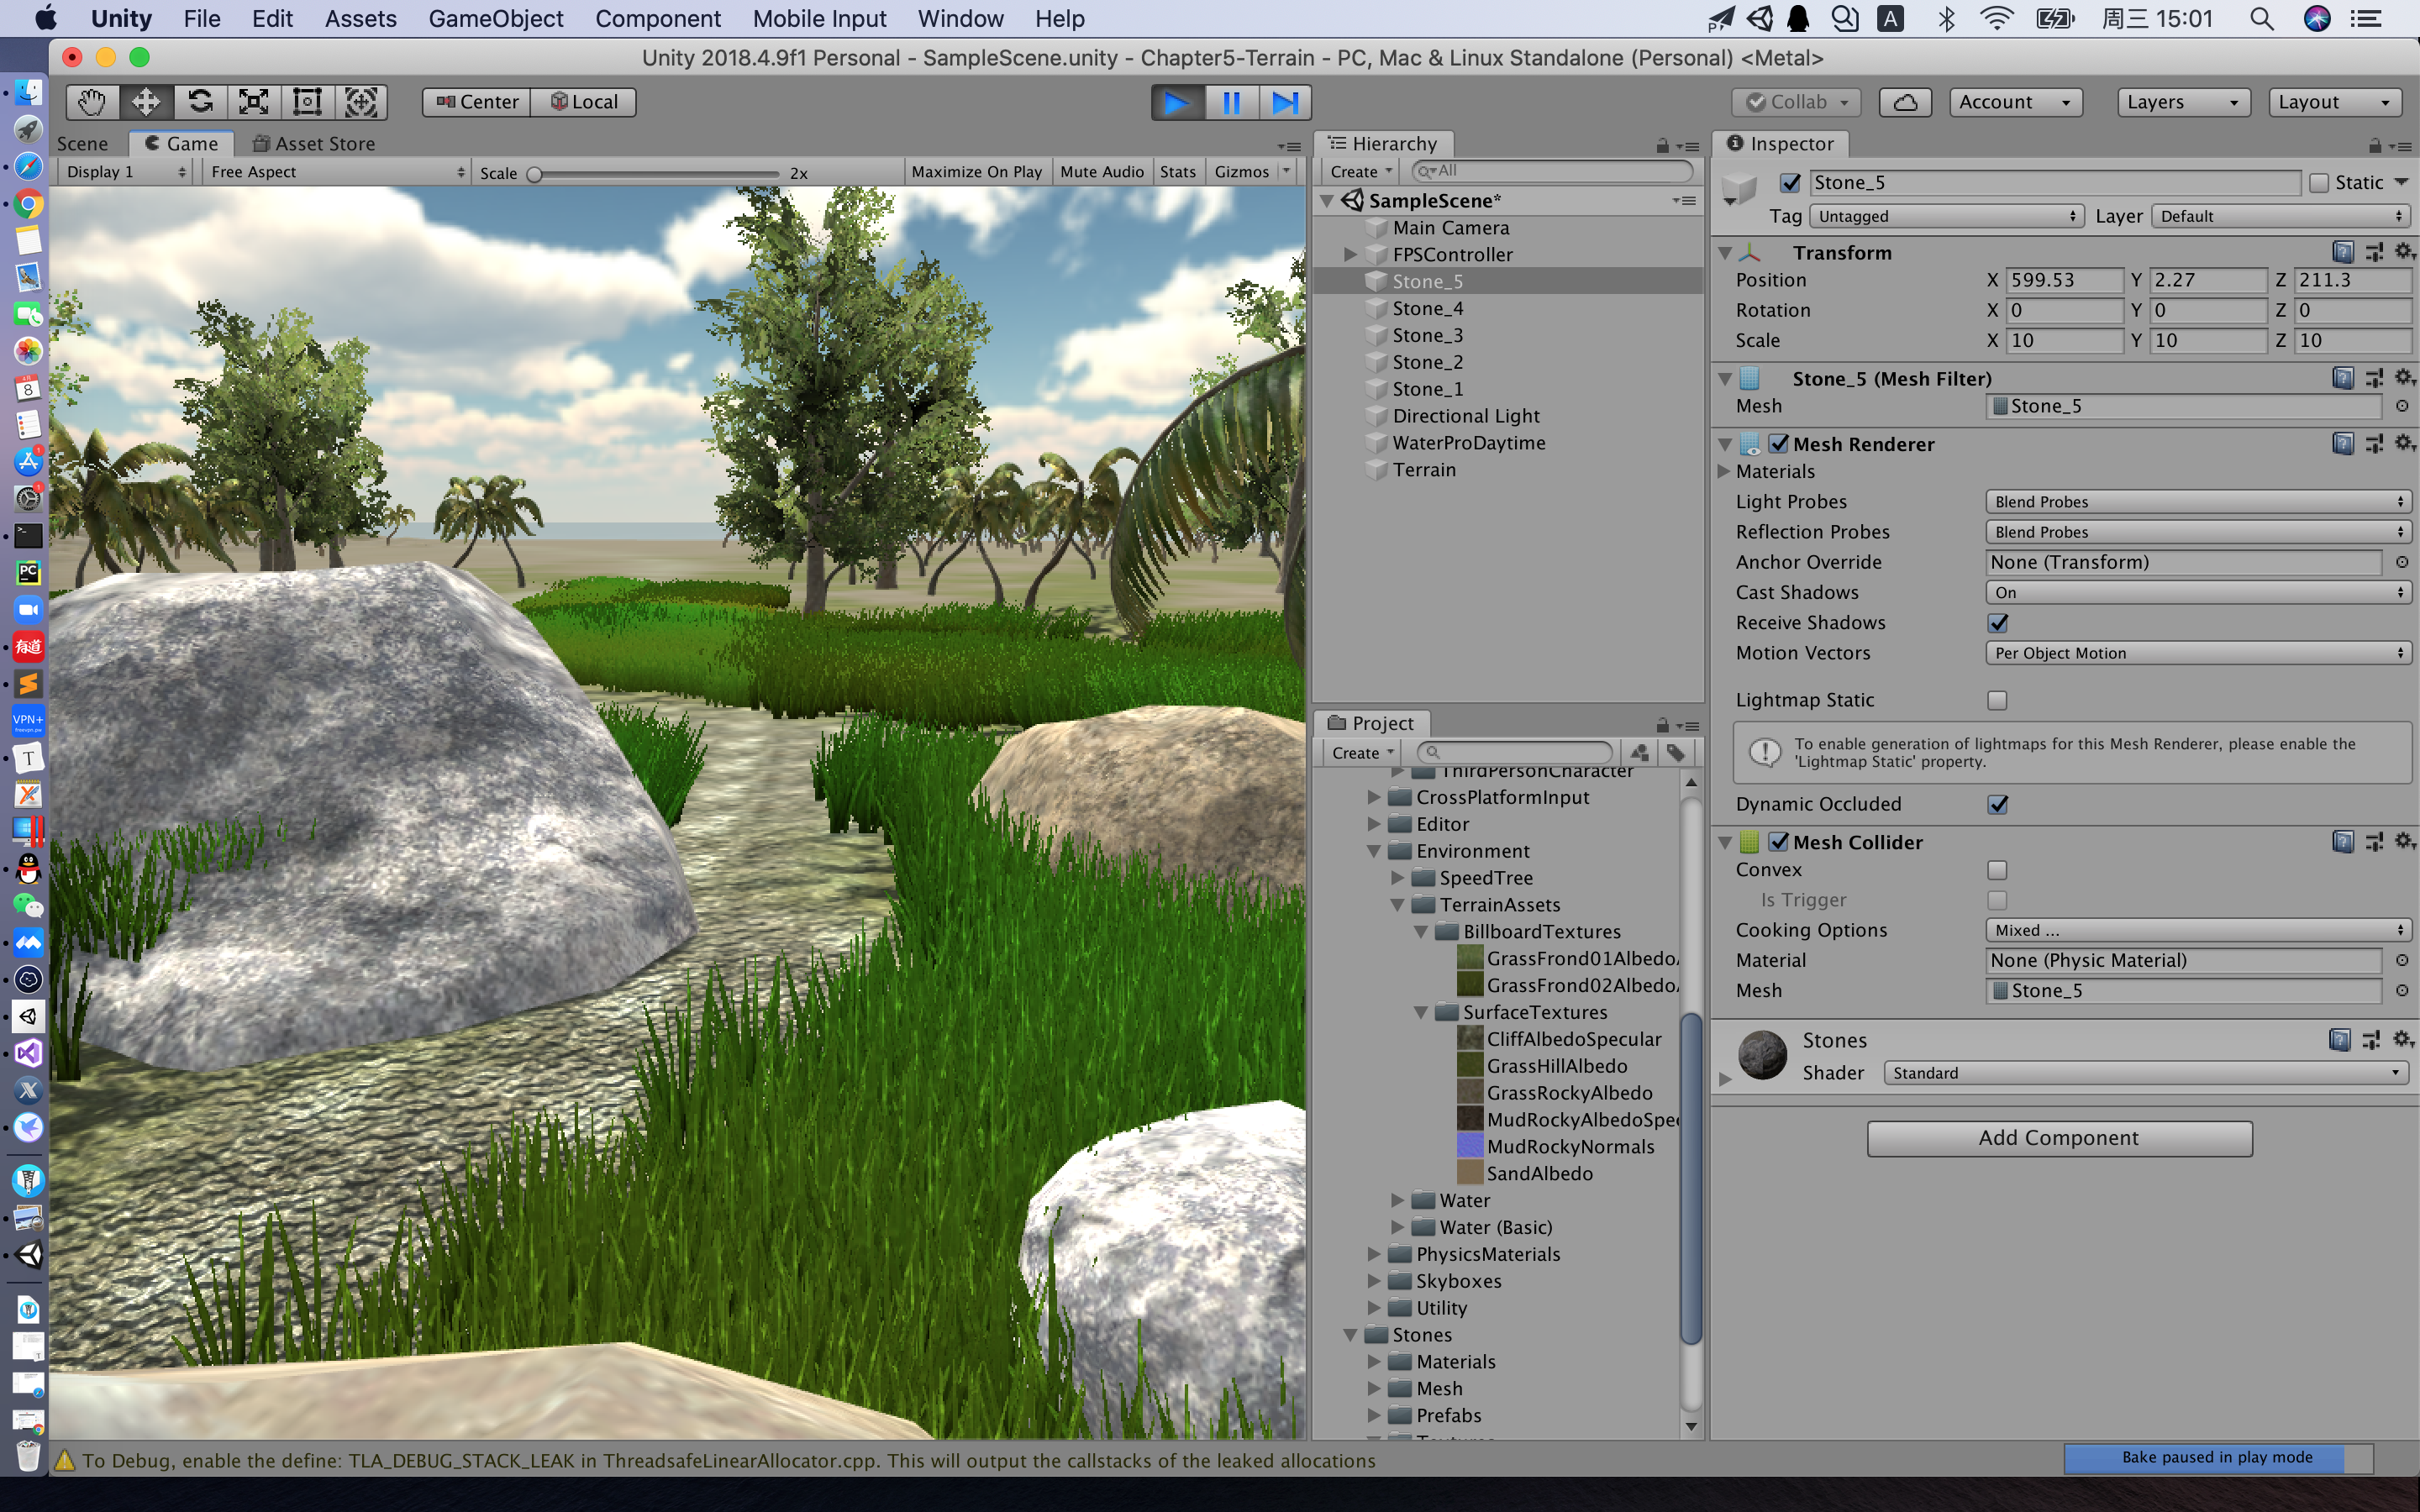 Unity File Edit Assets GameObject Component Mobile Input Window Help
A 周三 15:01
Unity 2018.4.9f1 Personal - SampleScene.unity - Chapter5-Terrain - PC, Mac & Linux Standalone (Personal) <Metal>
Center Local
Collab Account Layers Layout
Scene Game Asset Store
Display 1 Free Aspect Scale 2x Maximize On Play Mute Audio Stats Gizmos
Hierarchy
Create All
SampleScene*
Main Camera
FPSController
Stone_5
Stone_4
Stone_3
Stone_2
Stone_1
Directional Light
WaterProDaytime
Terrain
Project
Create
ThirdPersonCharacter
CrossPlatformInput
Editor
Environment
SpeedTree
TerrainAssets
BillboardTextures
GrassFrond01Albedo
GrassFrond02Albedo
SurfaceTextures
CliffAlbedoSpecular
GrassHillAlbedo
GrassRockyAlbedo
MudRockyAlbedoSpe
MudRockyNormals
SandAlbedo
Water
Water (Basic)
PhysicsMaterials
Skyboxes
Utility
Stones
Materials
Mesh
Prefabs
Inspector
Stone_5 Static
Tag Untagged Layer Default
Transform
Position X 599.53 Y 2.27 Z 211.3
Rotation X 0 Y 0 Z 0
Scale X 10 Y 10 Z 10
Stone_5 (Mesh Filter)
Mesh Stone_5
Mesh Renderer
Materials
Light Probes Blend Probes
Reflection Probes Blend Probes
Anchor Override None (Transform)
Cast Shadows On
Receive Shadows
Motion Vectors Per Object Motion
Lightmap Static
To enable generation of lightmaps for this Mesh Renderer, please enable the
'Lightmap Static' property.
Dynamic Occluded
Mesh Collider
Convex
Is Trigger
Cooking Options Mixed ...
Material None (Physic Material)
Mesh Stone_5
Stones
Shader Standard
Add Component
8
PC
有道
VPN+
T
To Debug, enable the define: TLA_DEBUG_STACK_LEAK in ThreadsafeLinearAllocator.cpp. This will output the callstacks of the leaked allocations
Bake paused in play mode